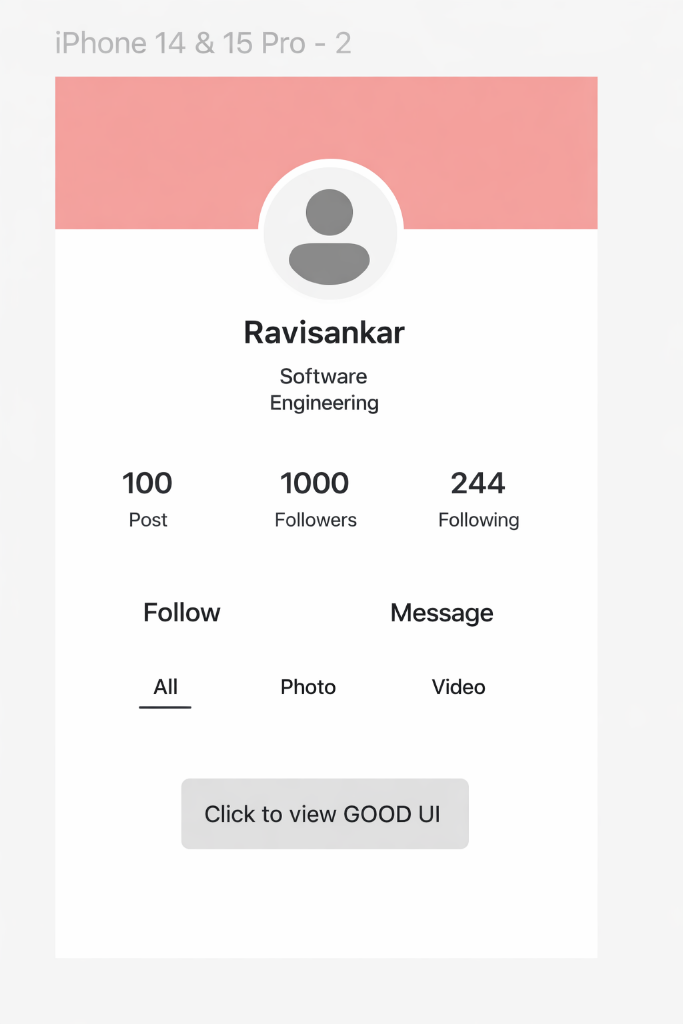 iPhone 14 & 15 Pro - 2
Ravisankar
Software
Engineering
100 1000 244
Post Followers Following
Follow Message
All Photo Video
Click to view GOOD UI